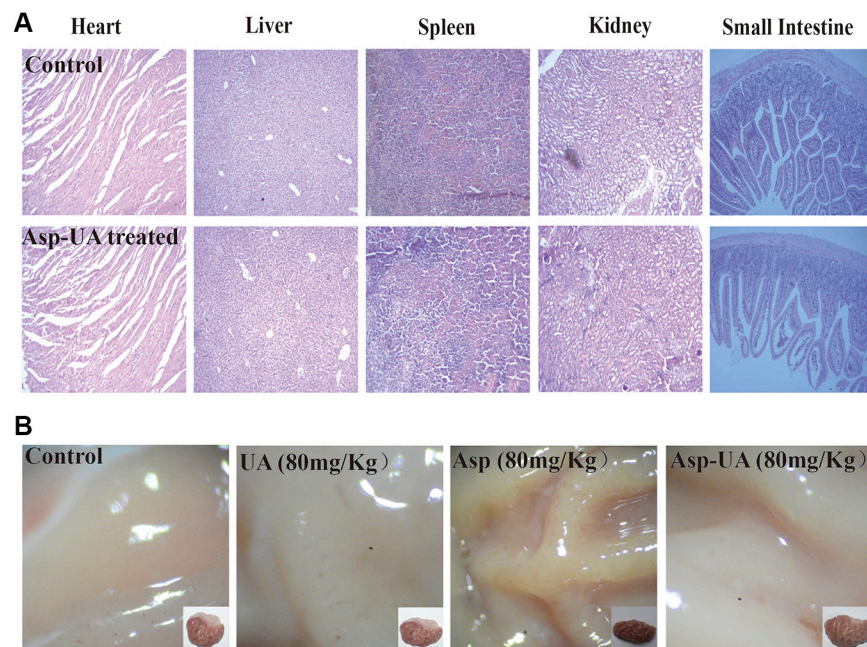 A
Heart Liver Spleen Kidney Small Intestine
Control
Asp-UA treated
B
Control UA (80mg/Kg） Asp (80mg/Kg） Asp-UA (80mg/Kg）